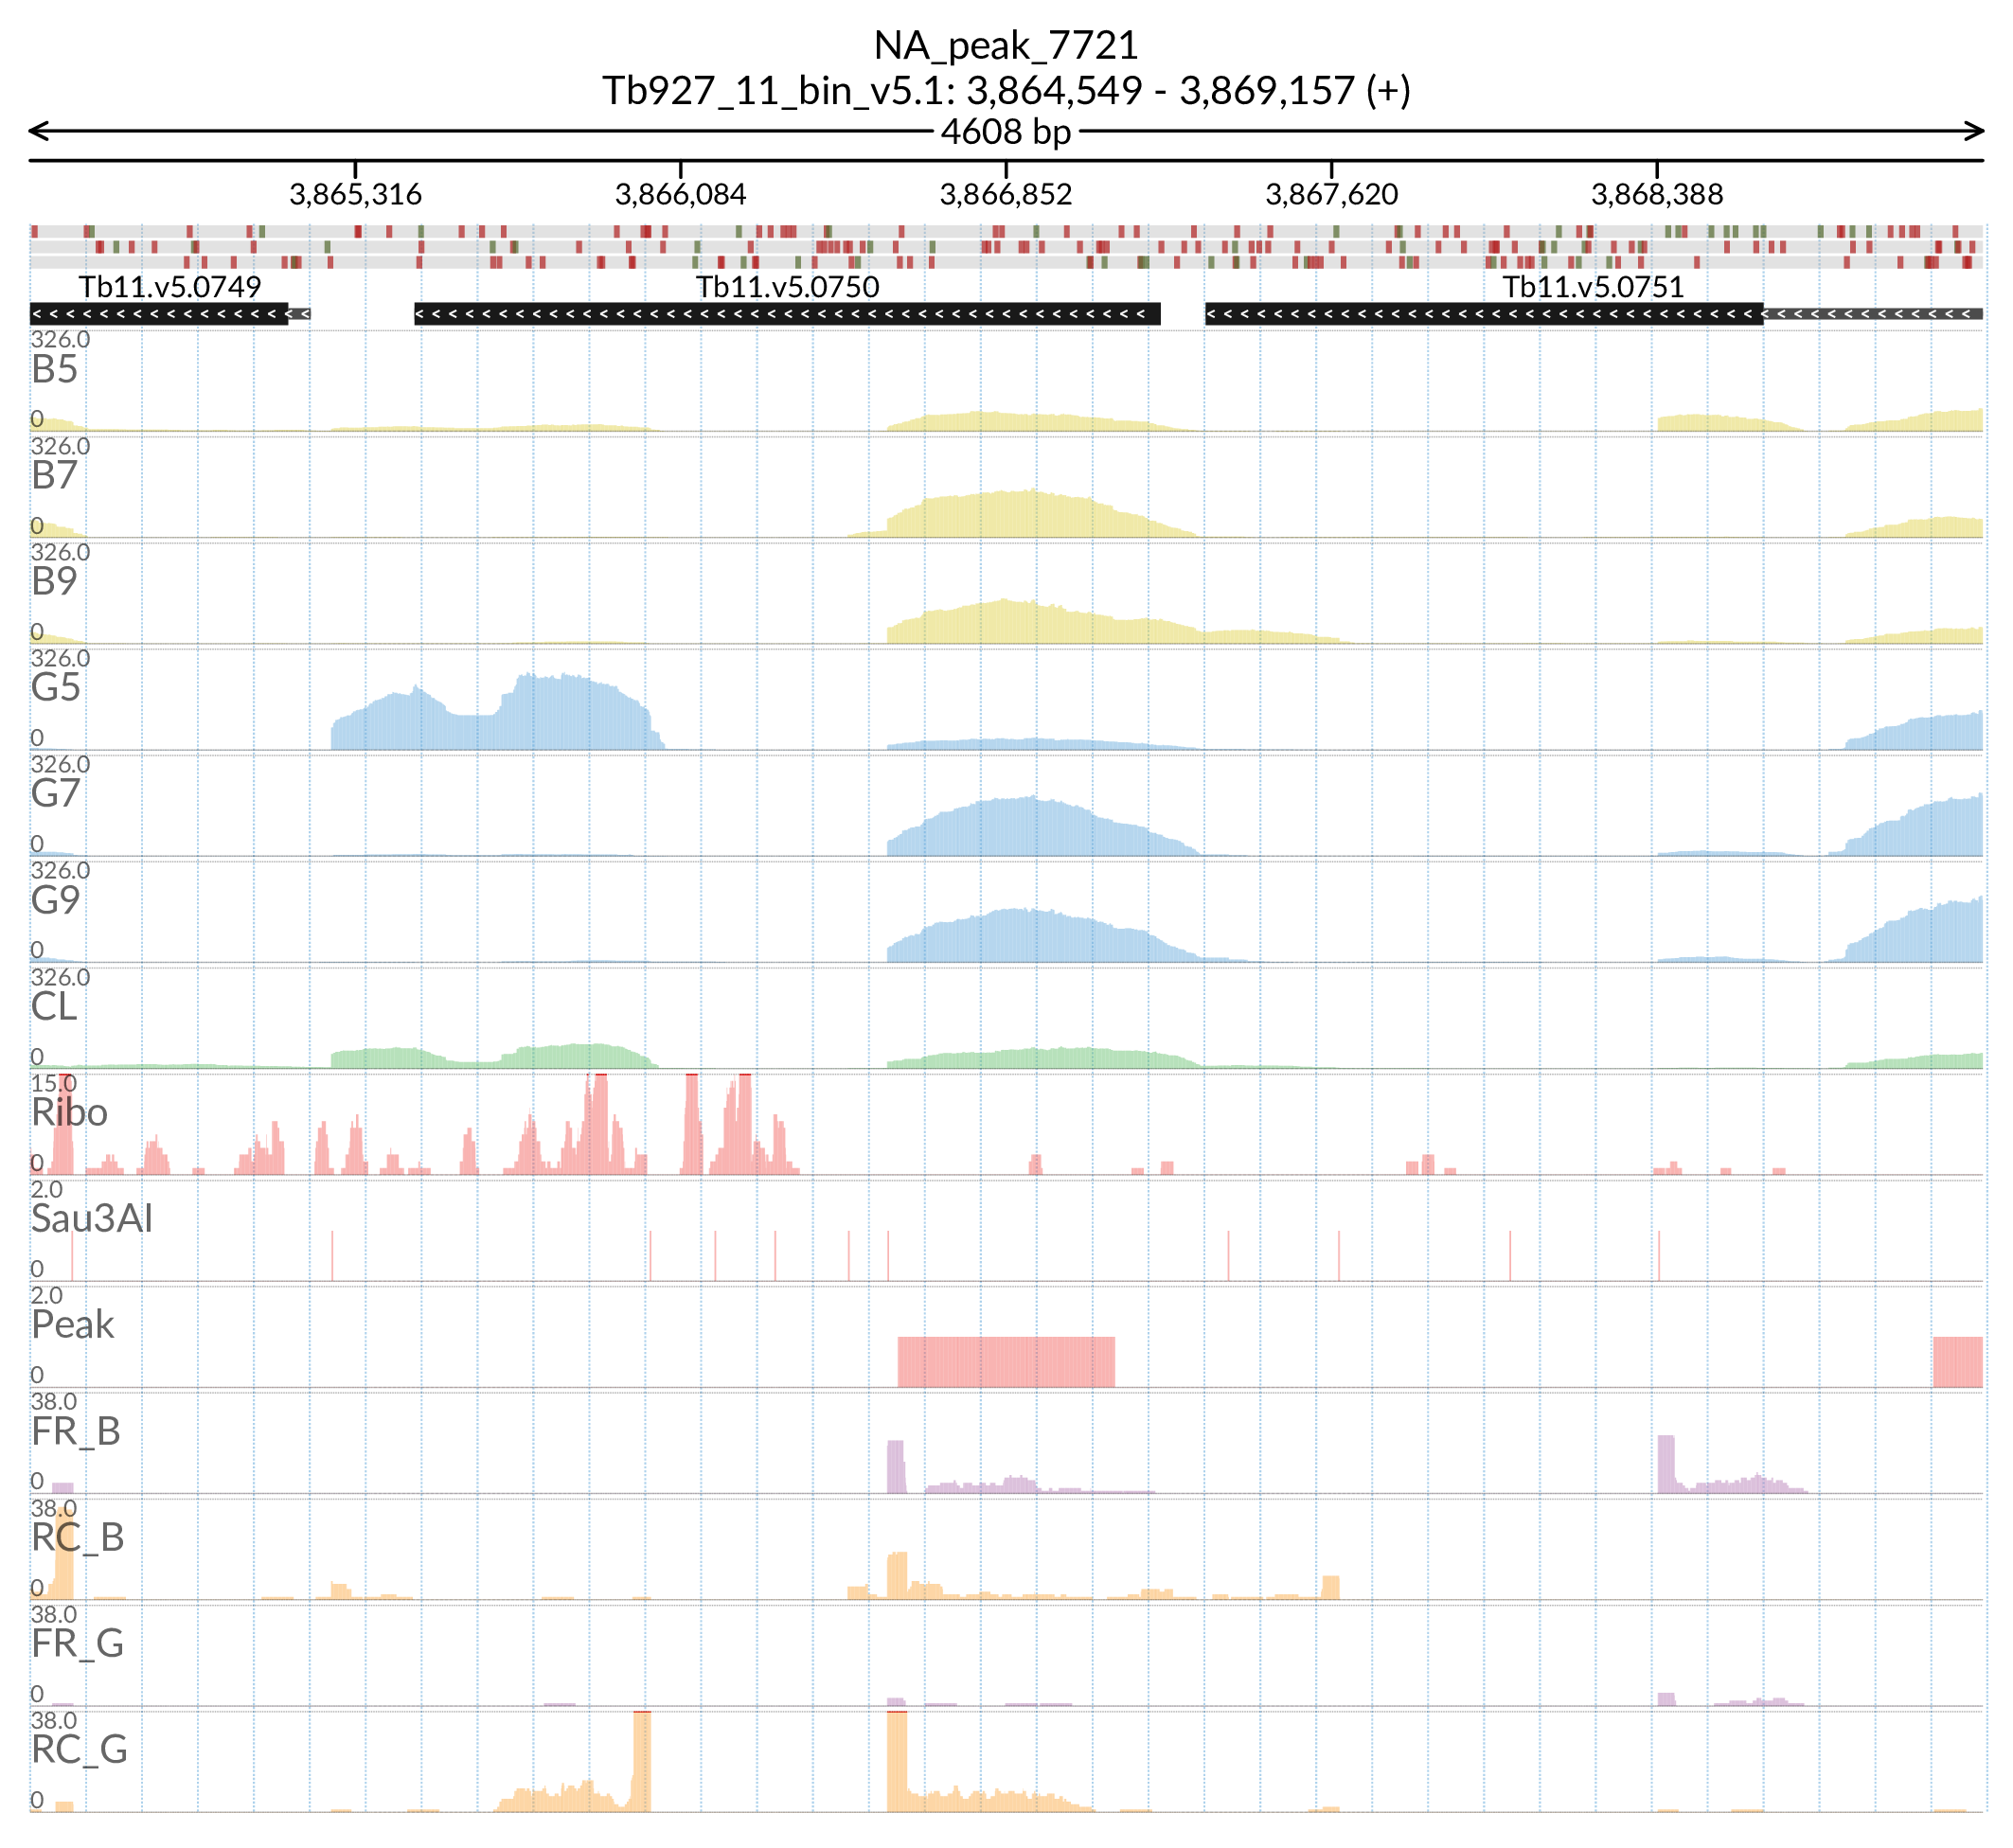 NA_peak_7721
Tb927_11_bin_v5.1: 3,864,549 - 3,869,157 (+)
4608 bp
3,865,316 3,866,084 3,866,852 3,867,620 3,868,388
Tb11.v5.0749 Tb11.v5.0750 Tb11.v5.0751
326.0
B5
0
326.0
B7
0
326.0
B9
0
326.0
G5
0
326.0
G7
0
326.0
G9
0
326.0
CL
0
15.0
Ribo
0
2.0
Sau3AI
0
2.0
Peak
0
38.0
FR_B
0
38.0
RC_B
0
38.0
FR_G
0
38.0
RC_G
0